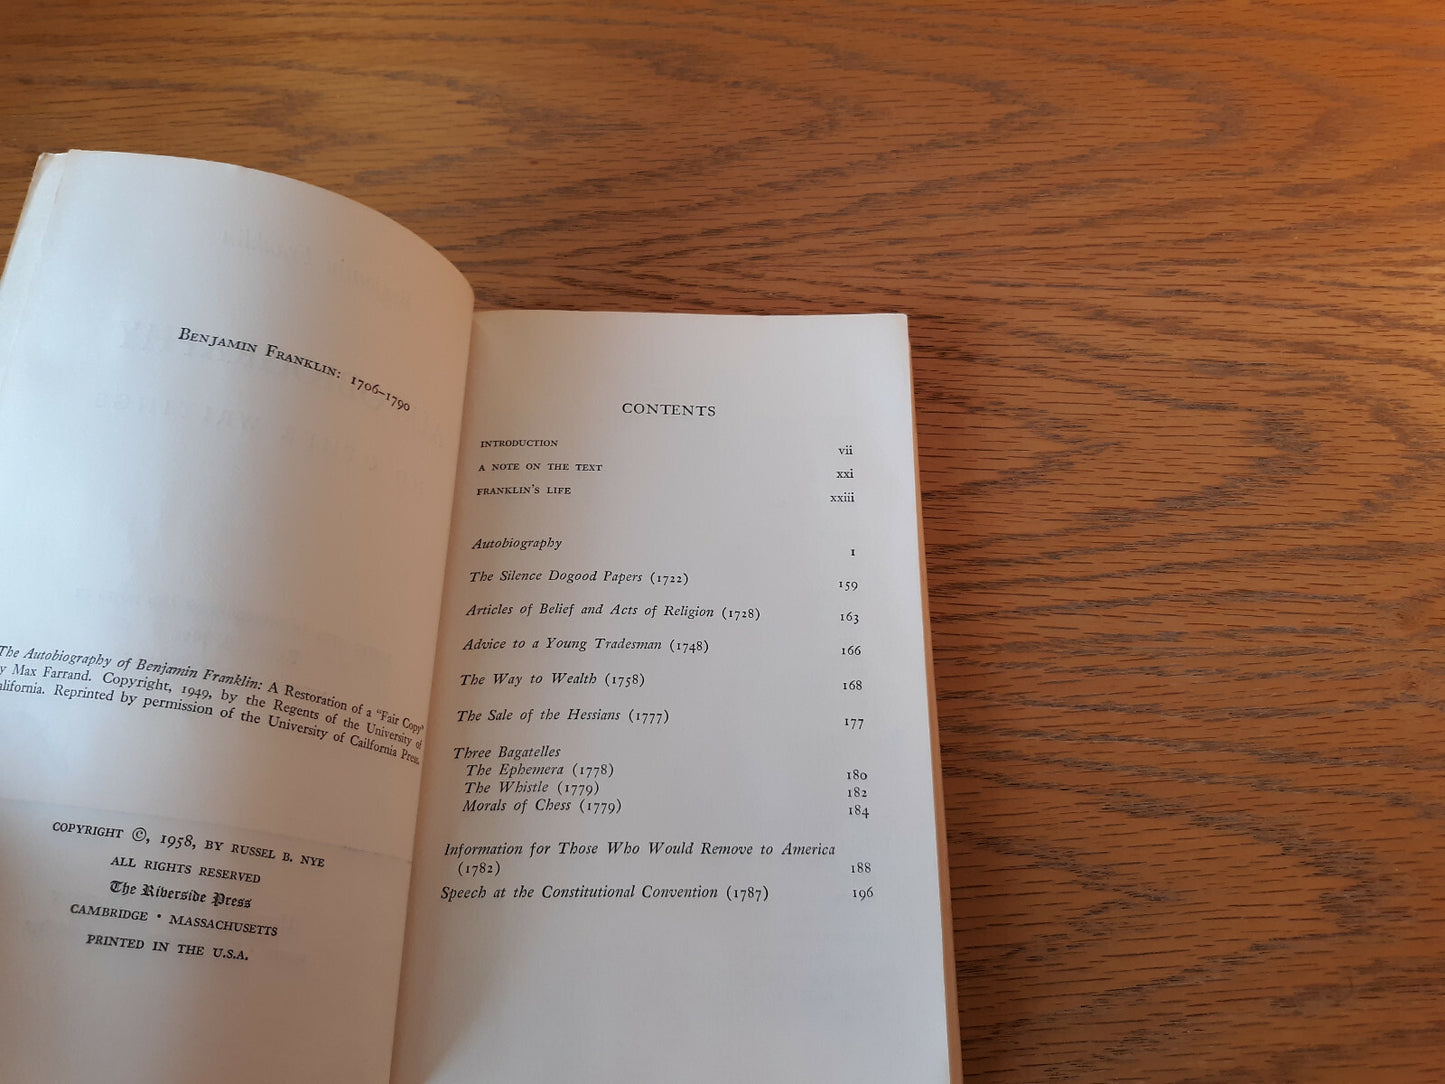 Benjamin Franklin: 1706–1790
The Autobiography of Benjamin Franklin: A Restoration of a "Fair Copy"
y Max Farrand. Copyright, 1949, by the Regents of the University of
alifornia. Reprinted by permission of the University of Cailfornia Press.
COPYRIGHT ©, 1958, BY RUSSEL B. NYE
ALL RIGHTS RESERVED
The Riverside Press
CAMBRIDGE · MASSACHUSETTS
PRINTED IN THE U.S.A.
CONTENTS
INTRODUCTION vii
A NOTE ON THE TEXT xxi
FRANKLIN'S LIFE xxiii
Autobiography 1
The Silence Dogood Papers (1722) 159
Articles of Belief and Acts of Religion (1728) 163
Advice to a Young Tradesman (1748) 166
The Way to Wealth (1758) 168
The Sale of the Hessians (1777) 177
Three Bagatelles
The Ephemera (1778) 180
The Whistle (1779) 182
Morals of Chess (1779) 184
Information for Those Who Would Remove to America
(1782) 188
Speech at the Constitutional Convention (1787) 196